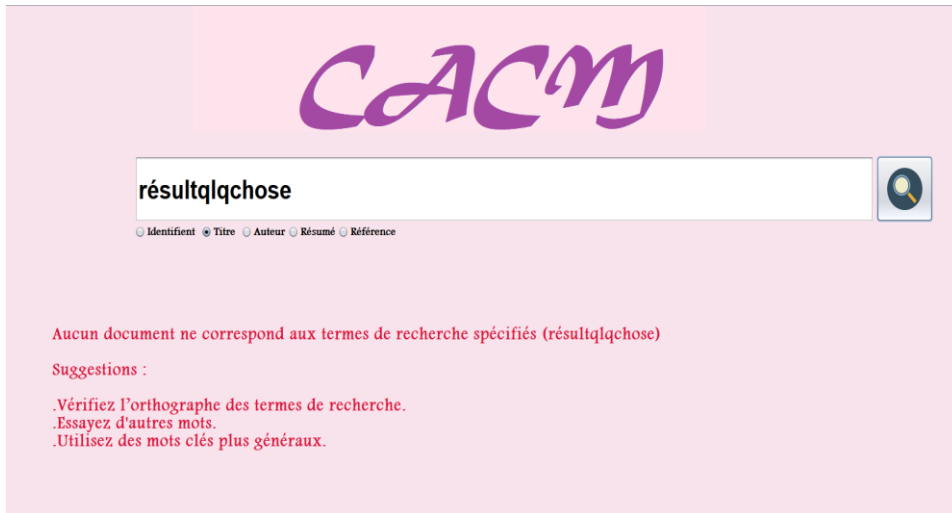 CACM
résultqlqchose
Identifient Titre Auteur Résumé Référence
Aucun document ne correspond aux termes de recherche spécifiés (résultqlqchose)
Suggestions :
.Vérifiez l'orthographe des termes de recherche.
.Essayez d'autres mots.
.Utilisez des mots clés plus généraux.